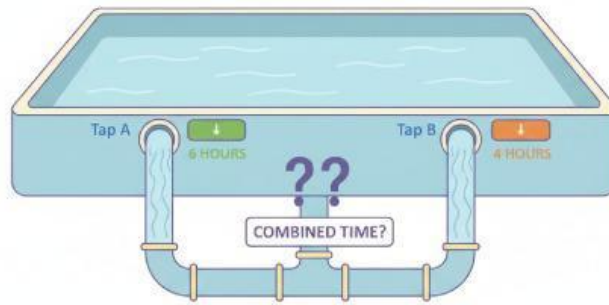 Tap A
↓
6 HOURS
Tap B
↓
4 HOURS
??
COMBINED TIME?